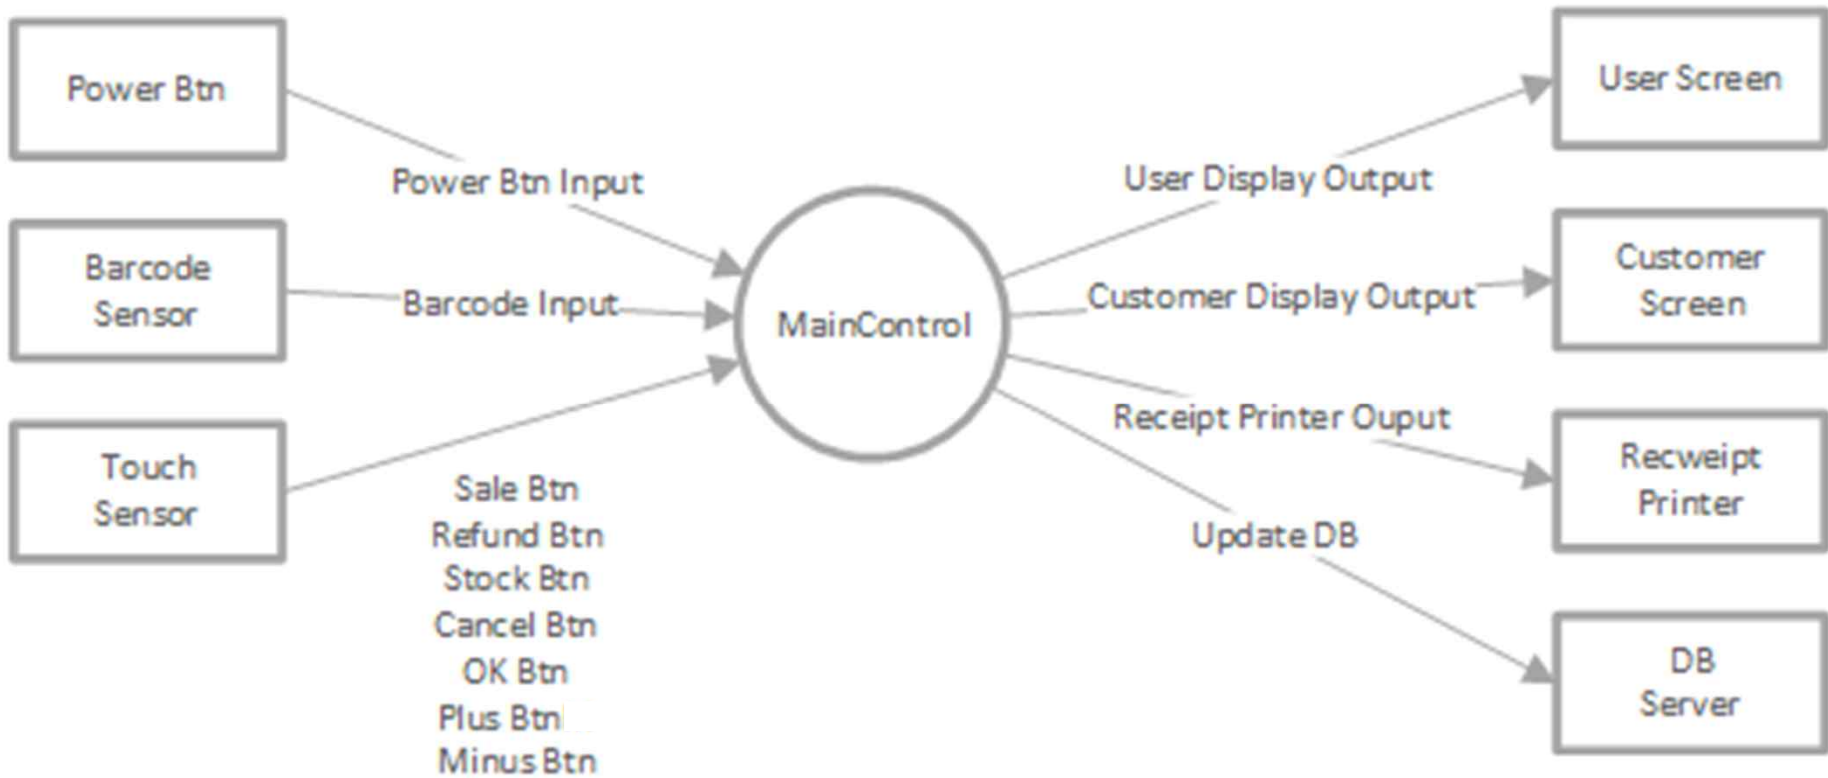 Power Btn
Power Btn Input
Barcode
Sensor
Barcode Input
Touch
Sensor
Sale Btn
Refund Btn
Stock Btn
Cancel Btn
OK Btn
Plus Btn
Minus Btn
MainControl
User Display Output
User Screen
Customer Display Output
Customer
Screen
Receipt Printer Ouput
Recweipt
Printer
Update DB
DB
Server